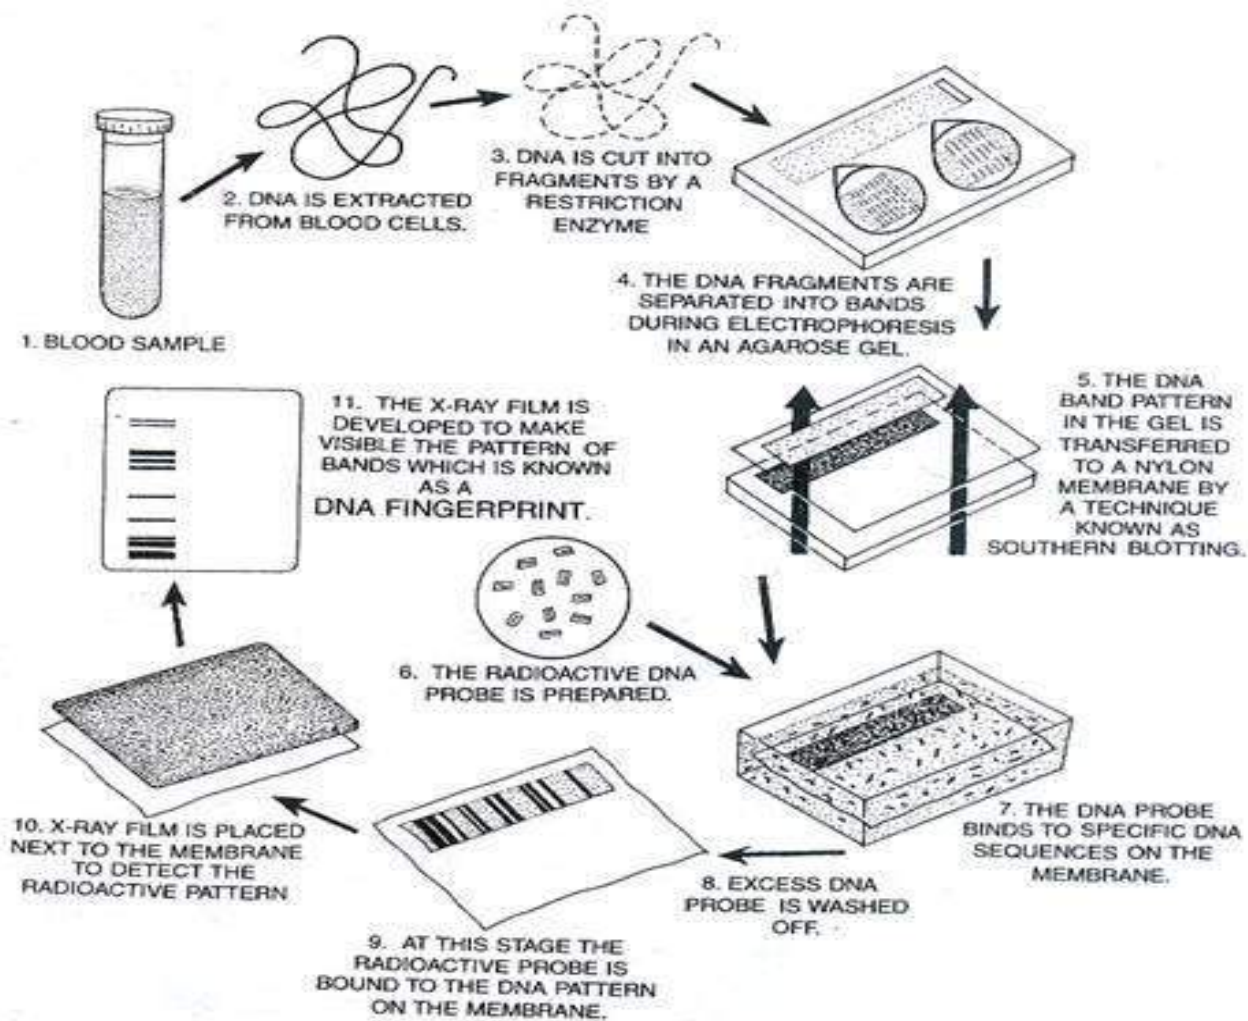 1. BLOOD SAMPLE
2. DNA IS EXTRACTED
FROM BLOOD CELLS.
3. DNA IS CUT INTO
FRAGMENTS BY A
RESTRICTION
ENZYME
4. THE DNA FRAGMENTS ARE
SEPARATED INTO BANDS
DURING ELECTROPHORESIS
IN AN AGAROSE GEL.
5. THE DNA
BAND PATTERN
IN THE GEL IS
TRANSFERRED
TO A NYLON
MEMBRANE BY
A TECHNIQUE
KNOWN AS
SOUTHERN BLOTTING.
6. THE RADIOACTIVE DNA
PROBE IS PREPARED.
7. THE DNA PROBE
BINDS TO SPECIFIC DNA
SEQUENCES ON THE
MEMBRANE.
8. EXCESS DNA
PROBE IS WASHED
OFF.
9. AT THIS STAGE THE
RADIOACTIVE PROBE IS
BOUND TO THE DNA PATTERN
ON THE MEMBRANE.
10. X-RAY FILM IS PLACED
NEXT TO THE MEMBRANE
TO DETECT THE
RADIOACTIVE PATTERN
11. THE X-RAY FILM IS
DEVELOPED TO MAKE
VISIBLE THE PATTERN OF
BANDS WHICH IS KNOWN
AS A
DNA FINGERPRINT.